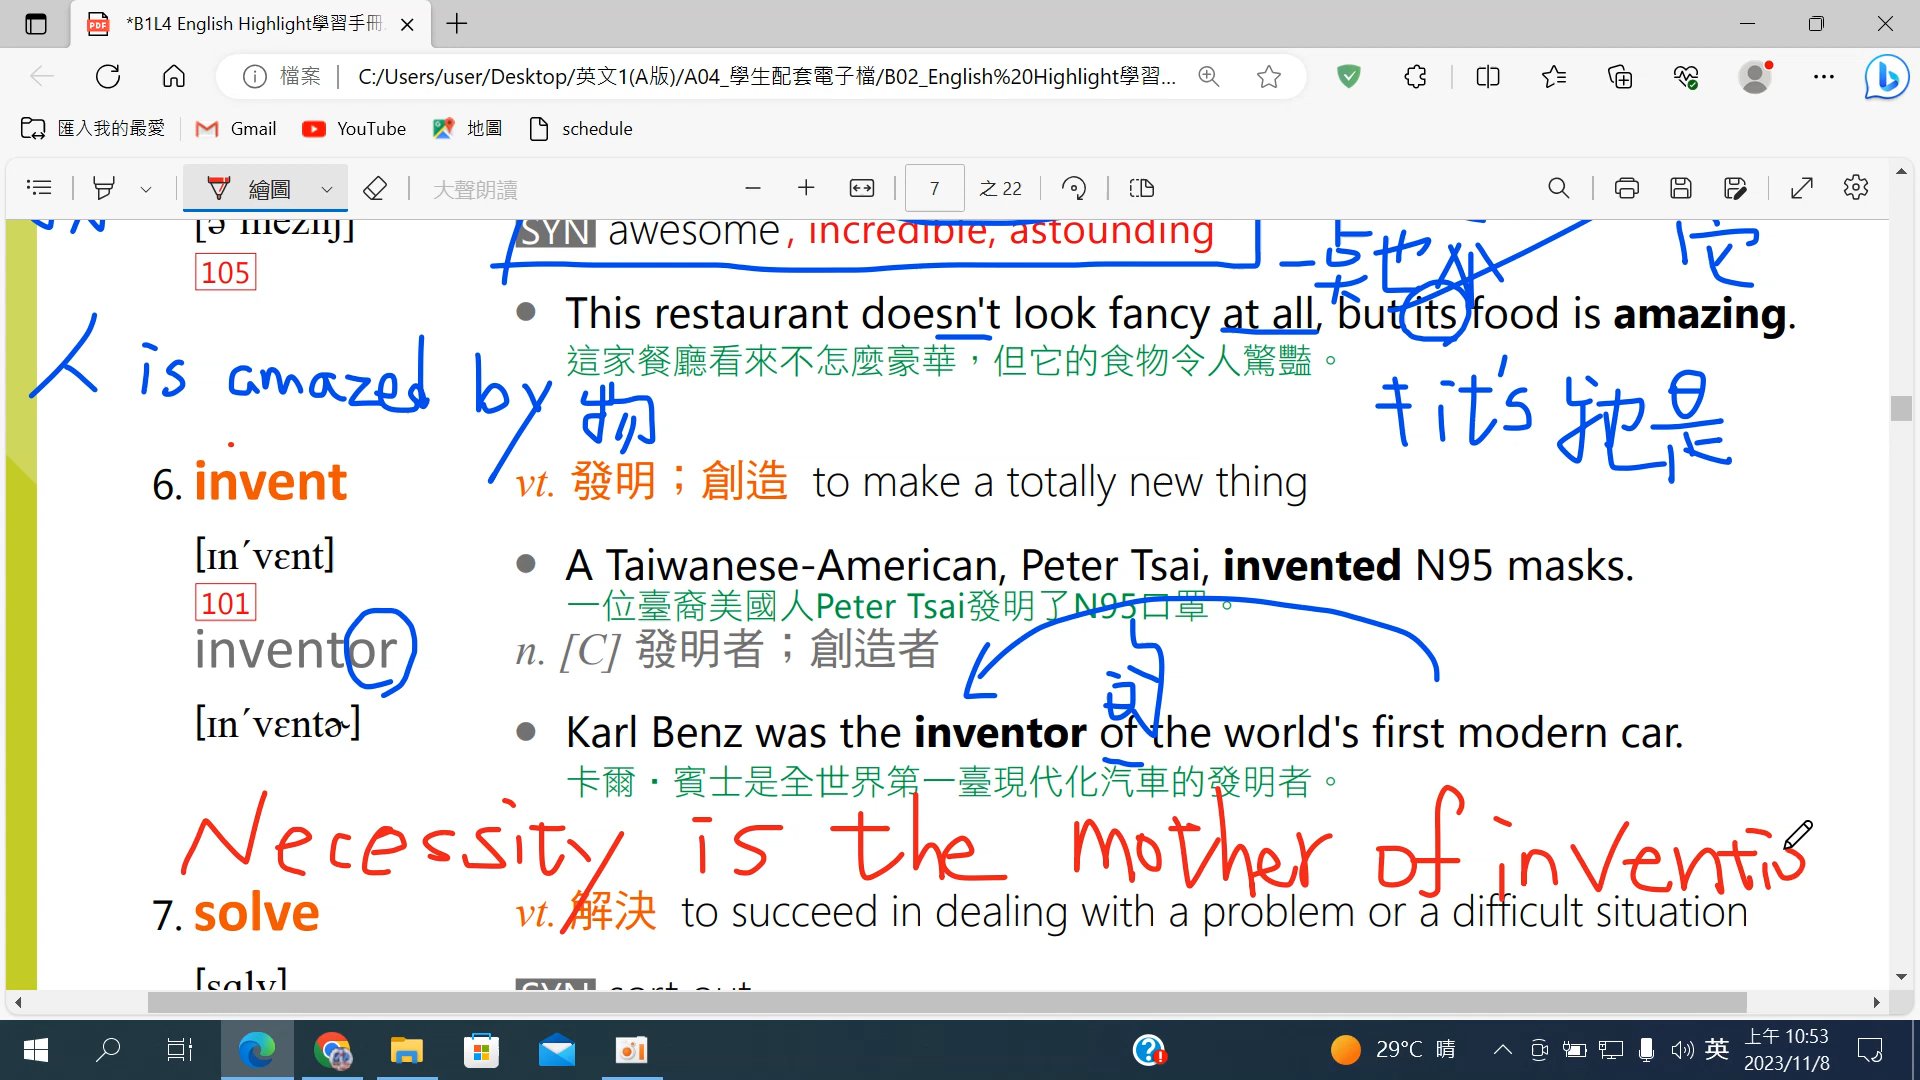 *B1L4 English Highlight學習手冊
檔案 C:/Users/user/Desktop/英文1(A版)/A04_學生配套電子檔/B02_English%20Highlight學習...
匯入我的最愛 Gmail YouTube 地圖 schedule
繪圖 大聲朗讀 7 之 22
SYN awesome, incredible, astounding
105
This restaurant doesn't look fancy at all, but its food is amazing.
這家餐廳看來不怎麼豪華，但它的食物令人驚豔。
人 is amazed by 物
it's 牠是
6. invent vt. 發明；創造 to make a totally new thing
[ɪnˊvɛnt] A Taiwanese-American, Peter Tsai, invented N95 masks.
101 一位臺裔美國人Peter Tsai發明了N95口罩。
inventor n. [C] 發明者；創造者
的
[ɪnˊvɛntɚ] Karl Benz was the inventor of the world's first modern car.
卡爾．賓士是全世界第一臺現代化汽車的發明者。
Necessity is the mother of inventio
7. solve vt. 解決 to succeed in dealing with a problem or a difficult situation
SYN sort out
29°C 晴 英 上午 10:53
2023/11/8